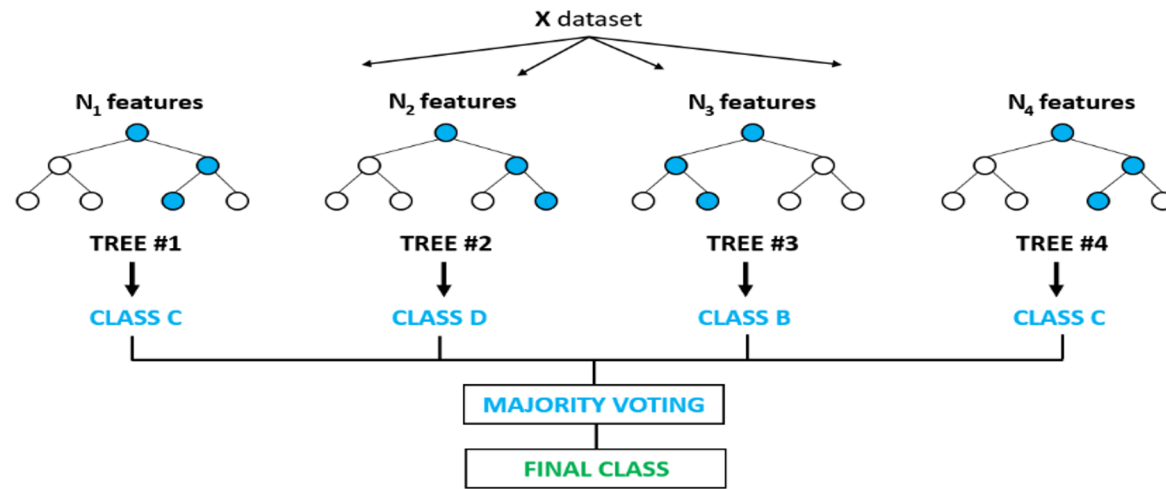 X dataset
N₁ features
N₂ features
N₃ features
N₄ features
TREE #1
TREE #2
TREE #3
TREE #4
CLASS C
CLASS D
CLASS B
CLASS C
MAJORITY VOTING
FINAL CLASS